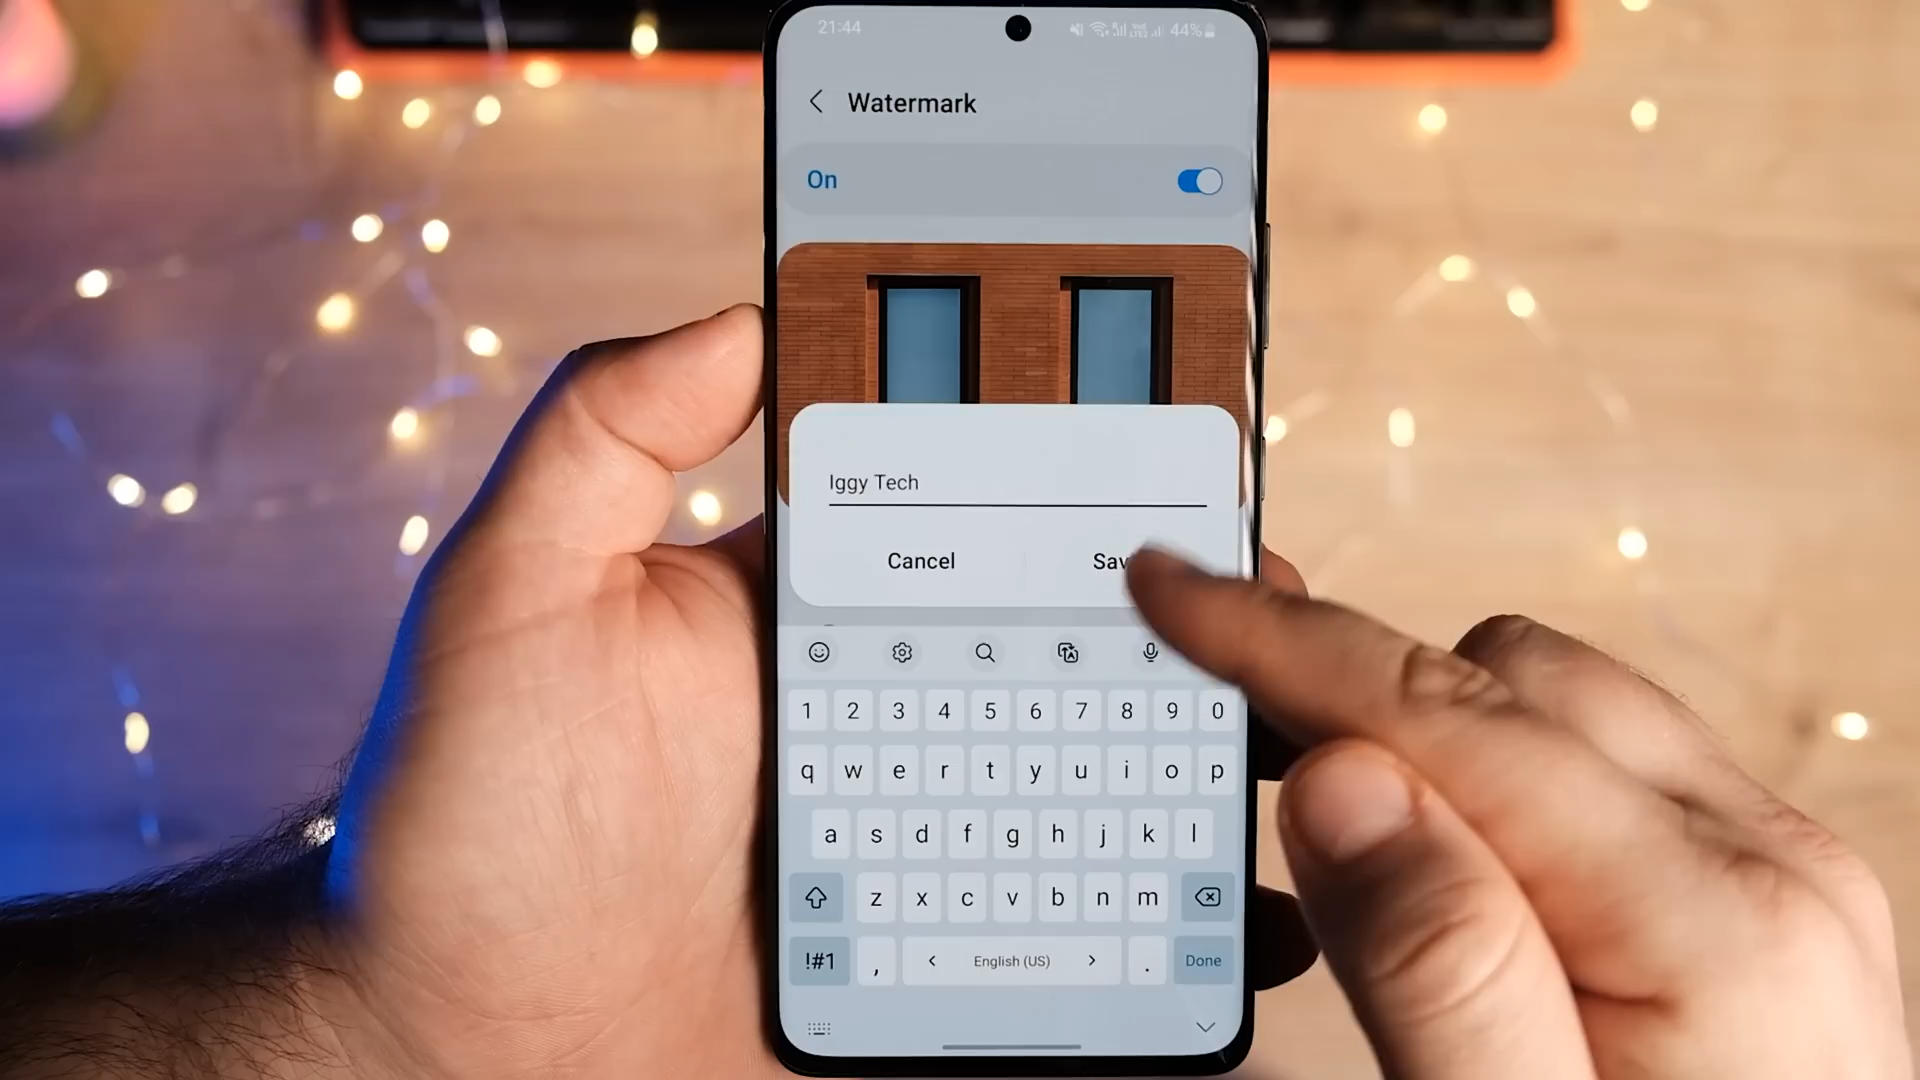 21:44
44%
Watermark
On
Iggy Tech
Cancel
Sav
1 2 3 4 5 6 7 8 9 0
q w e r t y u i o p
a s d f g h j k l
z x c v b n m
!#1 , < English (US) > . Done